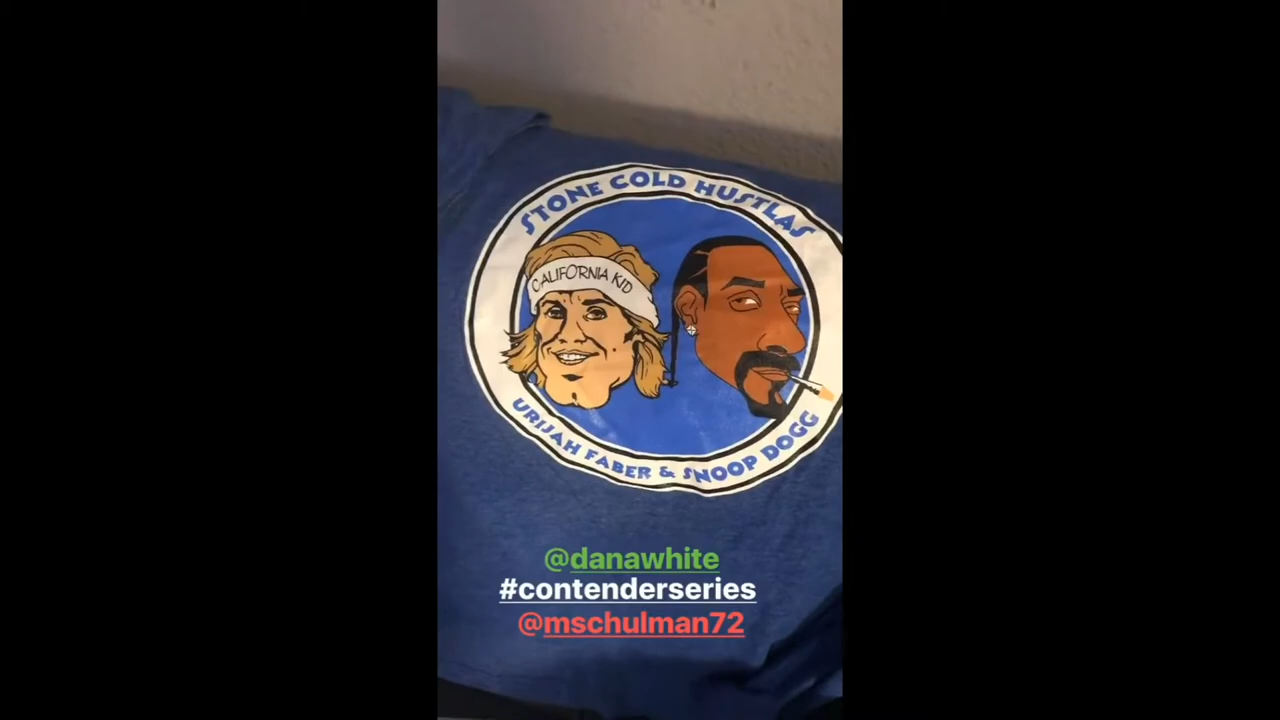 STONE COLD HUSTLAS
CALIFORNIA KID
URIJAH FABER & SNOOP DOGG
@danawhite
#contenderseries
@mschulman72